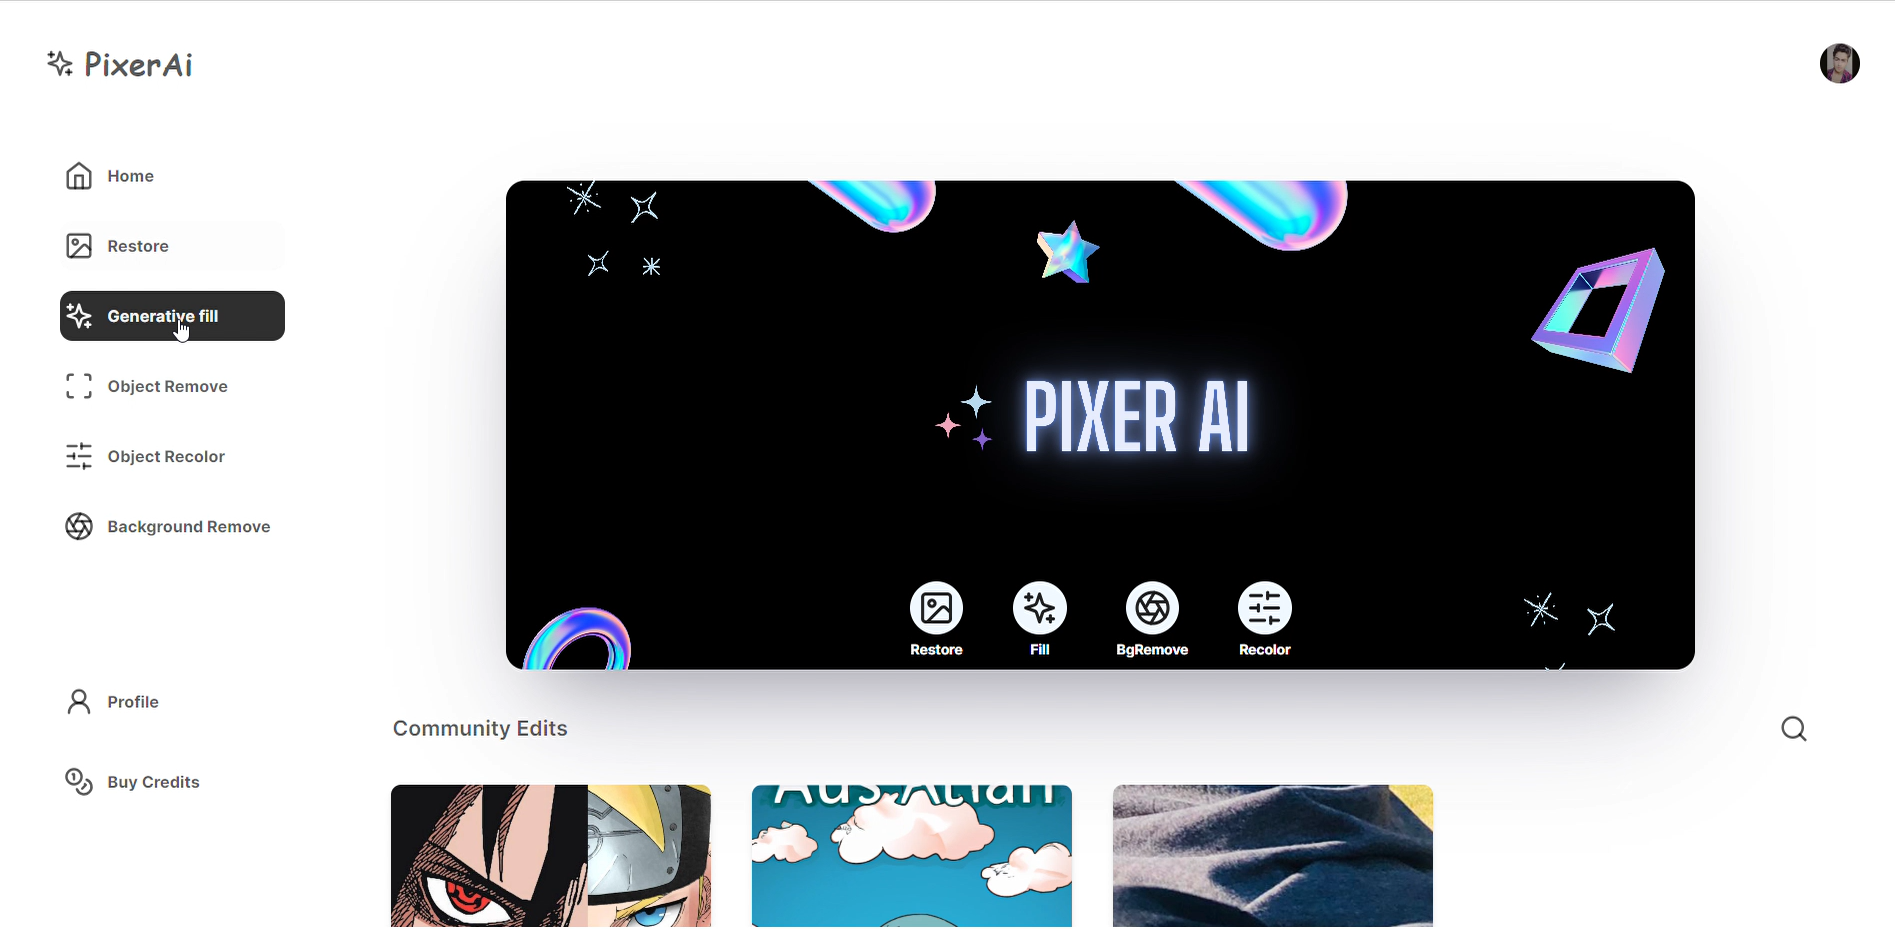 PixerAi
Home
Restore
Generative fill
Object Remove
Object Recolor
Background Remove
Profile
Buy Credits
PIXER AI
Restore
Fill
BgRemove
Recolor
Community Edits